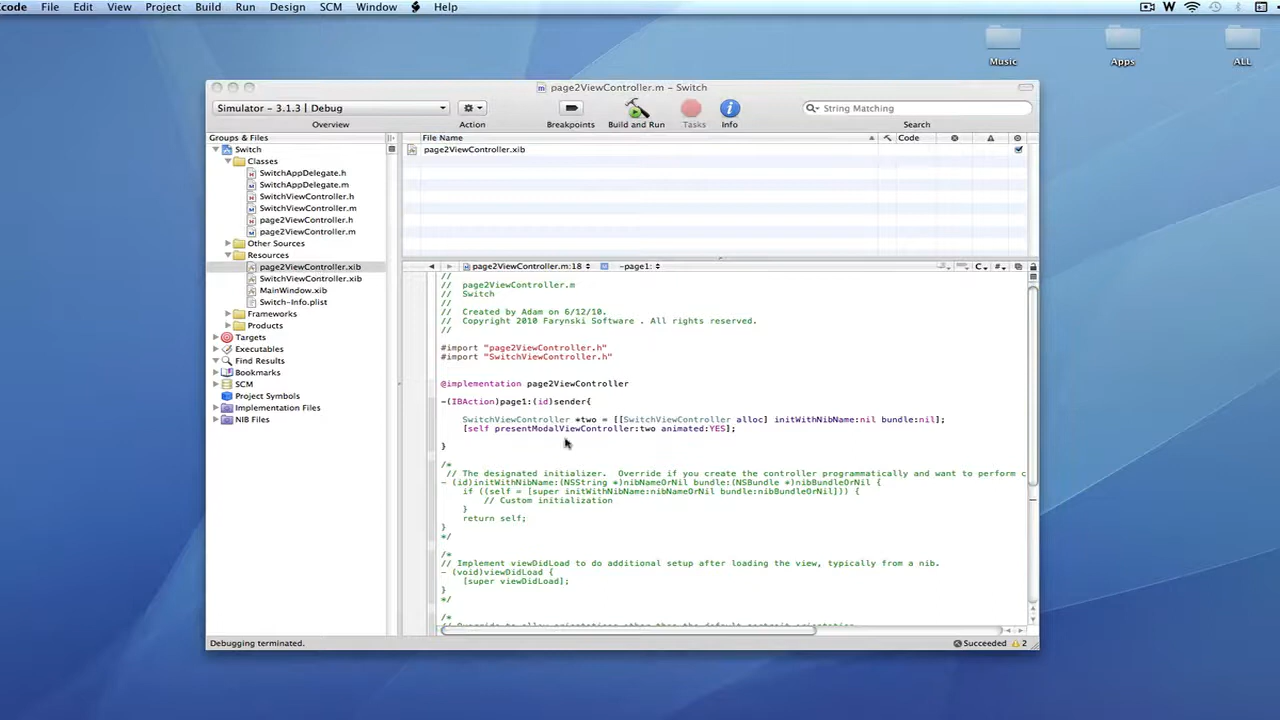 code File Edit View Project Build Run Design SCM Window Help
W
Music Apps ALL
page2ViewController.m – Switch
Simulator - 3.1.3 | Debug
String Matching
Overview Action Breakpoints Build and Run Tasks Info Search
Groups & Files
File Name Code
Switch
page2ViewController.xib
Classes
SwitchAppDelegate.h
SwitchAppDelegate.m
SwitchViewController.h
SwitchViewController.m
page2ViewController.h
page2ViewController.m
Other Sources
Resources
page2ViewController.xib
SwitchViewController.xib
MainWindow.xib
Switch-Info.plist
Frameworks
Products
Targets
Executables
Find Results
Bookmarks
SCM
Project Symbols
Implementation Files
NIB Files
page2ViewController.m:18 -page1: C #
//
// page2ViewController.m
// Switch
//
// Created by Adam on 6/12/10.
// Copyright 2010 Farynski Software . All rights reserved.
//
#import "page2ViewController.h"
#import "SwitchViewController.h"
@implementation page2ViewController
-(IBAction)page1:(id)sender{
SwitchViewController *two = [[SwitchViewController alloc] initWithNibName:nil bundle:nil];
[self presentModalViewController:two animated:YES];
}
/*
// The designated initializer. Override if you create the controller programmatically and want to perform c
- (id)initWithNibName:(NSString *)nibNameOrNil bundle:(NSBundle *)nibBundleOrNil {
if ((self = [super initWithNibName:nibNameOrNil bundle:nibBundleOrNil])) {
// Custom initialization
}
return self;
}
*/
/*
// Implement viewDidLoad to do additional setup after loading the view, typically from a nib.
- (void)viewDidLoad {
[super viewDidLoad];
}
*/
/*
Debugging terminated.
Succeeded 2